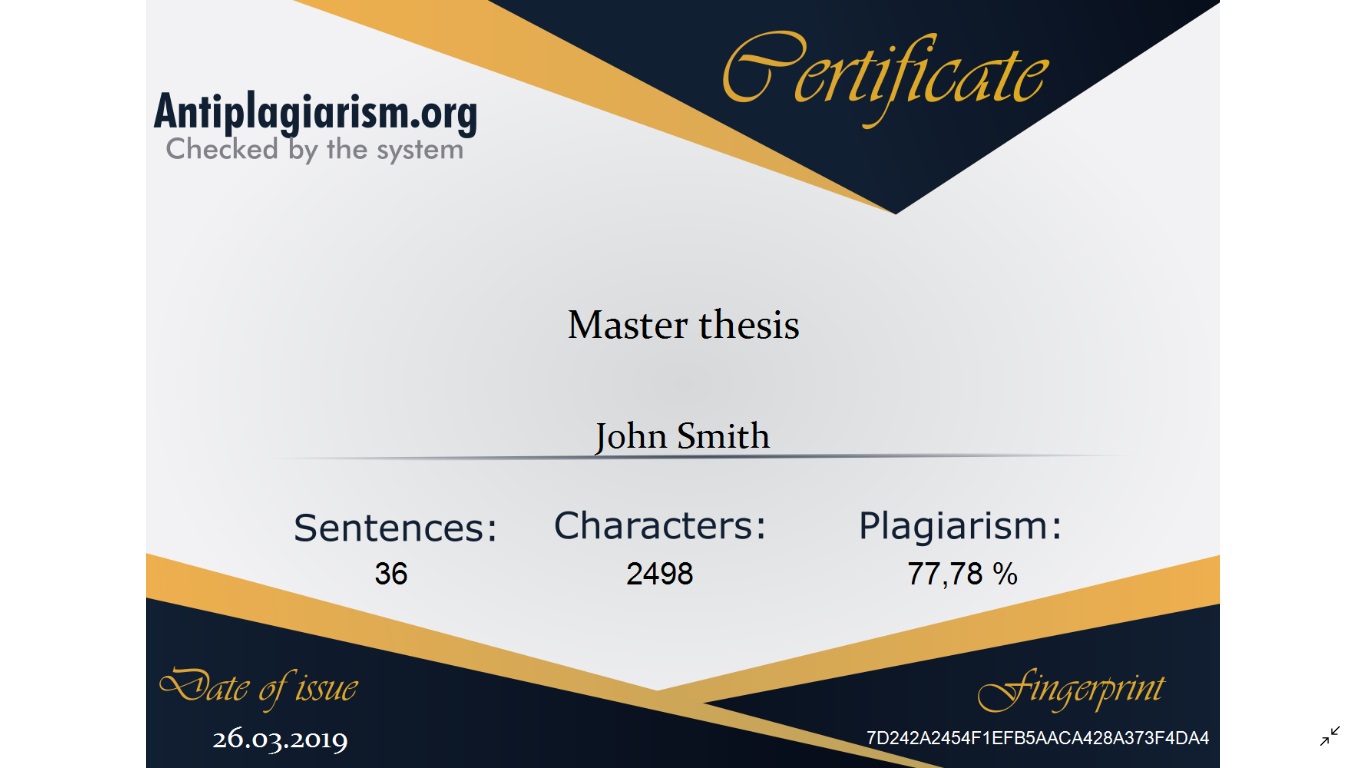 Certificate
Antiplagiarism.org
Checked by the system
Master thesis
John Smith
Sentences: Characters: Plagiarism:
36 2498 77,78 %
Date of issue Fingerprint
26.03.2019 7D242A2454F1EFB5AACA428A373F4DA4